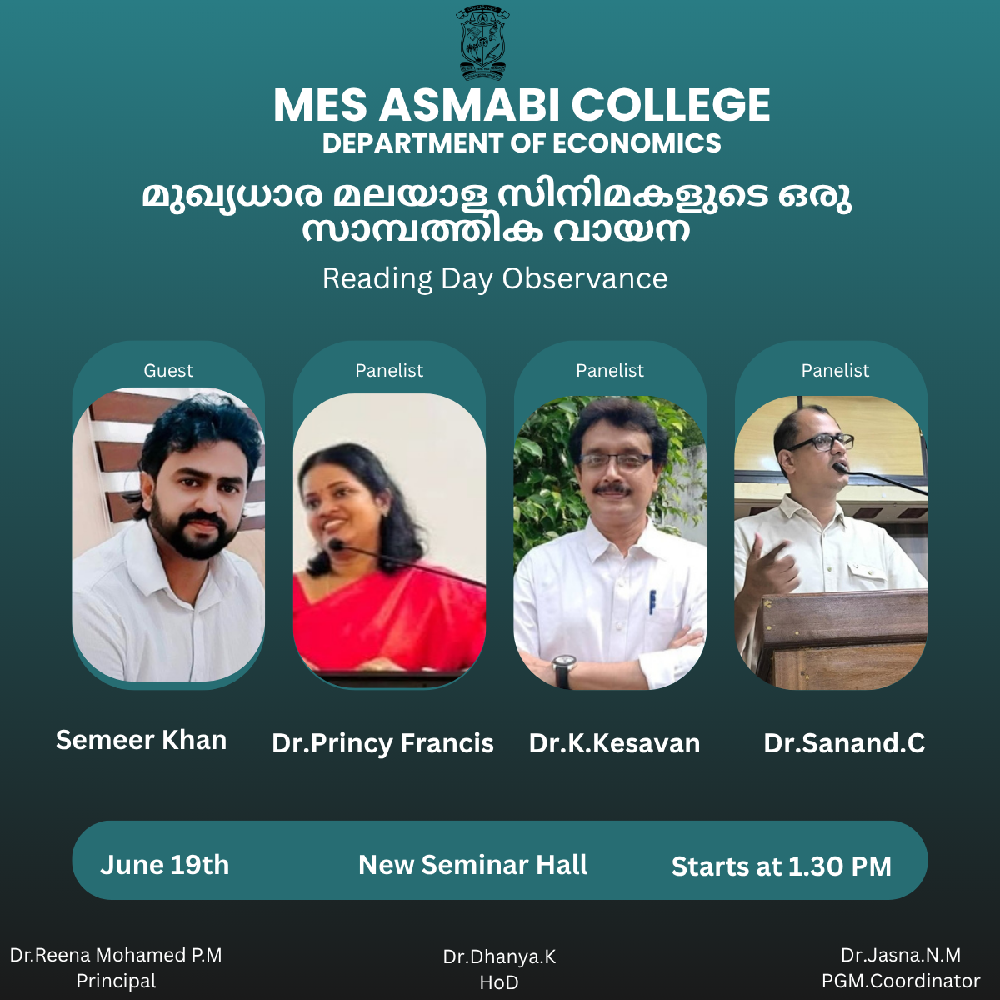 MES ASMABI COLLEGE
DEPARTMENT OF ECONOMICS
മുഖ്യധാര മലയാള സിനിമകളുടെ ഒരു
സാമ്പത്തിക വായന
Reading Day Observance
Guest
Panelist
Panelist
Panelist
Semeer Khan
Dr.Princy Francis
Dr.K.Kesavan
Dr.Sanand.C
June 19th
New Seminar Hall
Starts at 1.30 PM
Dr.Reena Mohamed P.M
Principal
Dr.Dhanya.K
HoD
Dr.Jasna.N.M
PGM.Coordinator